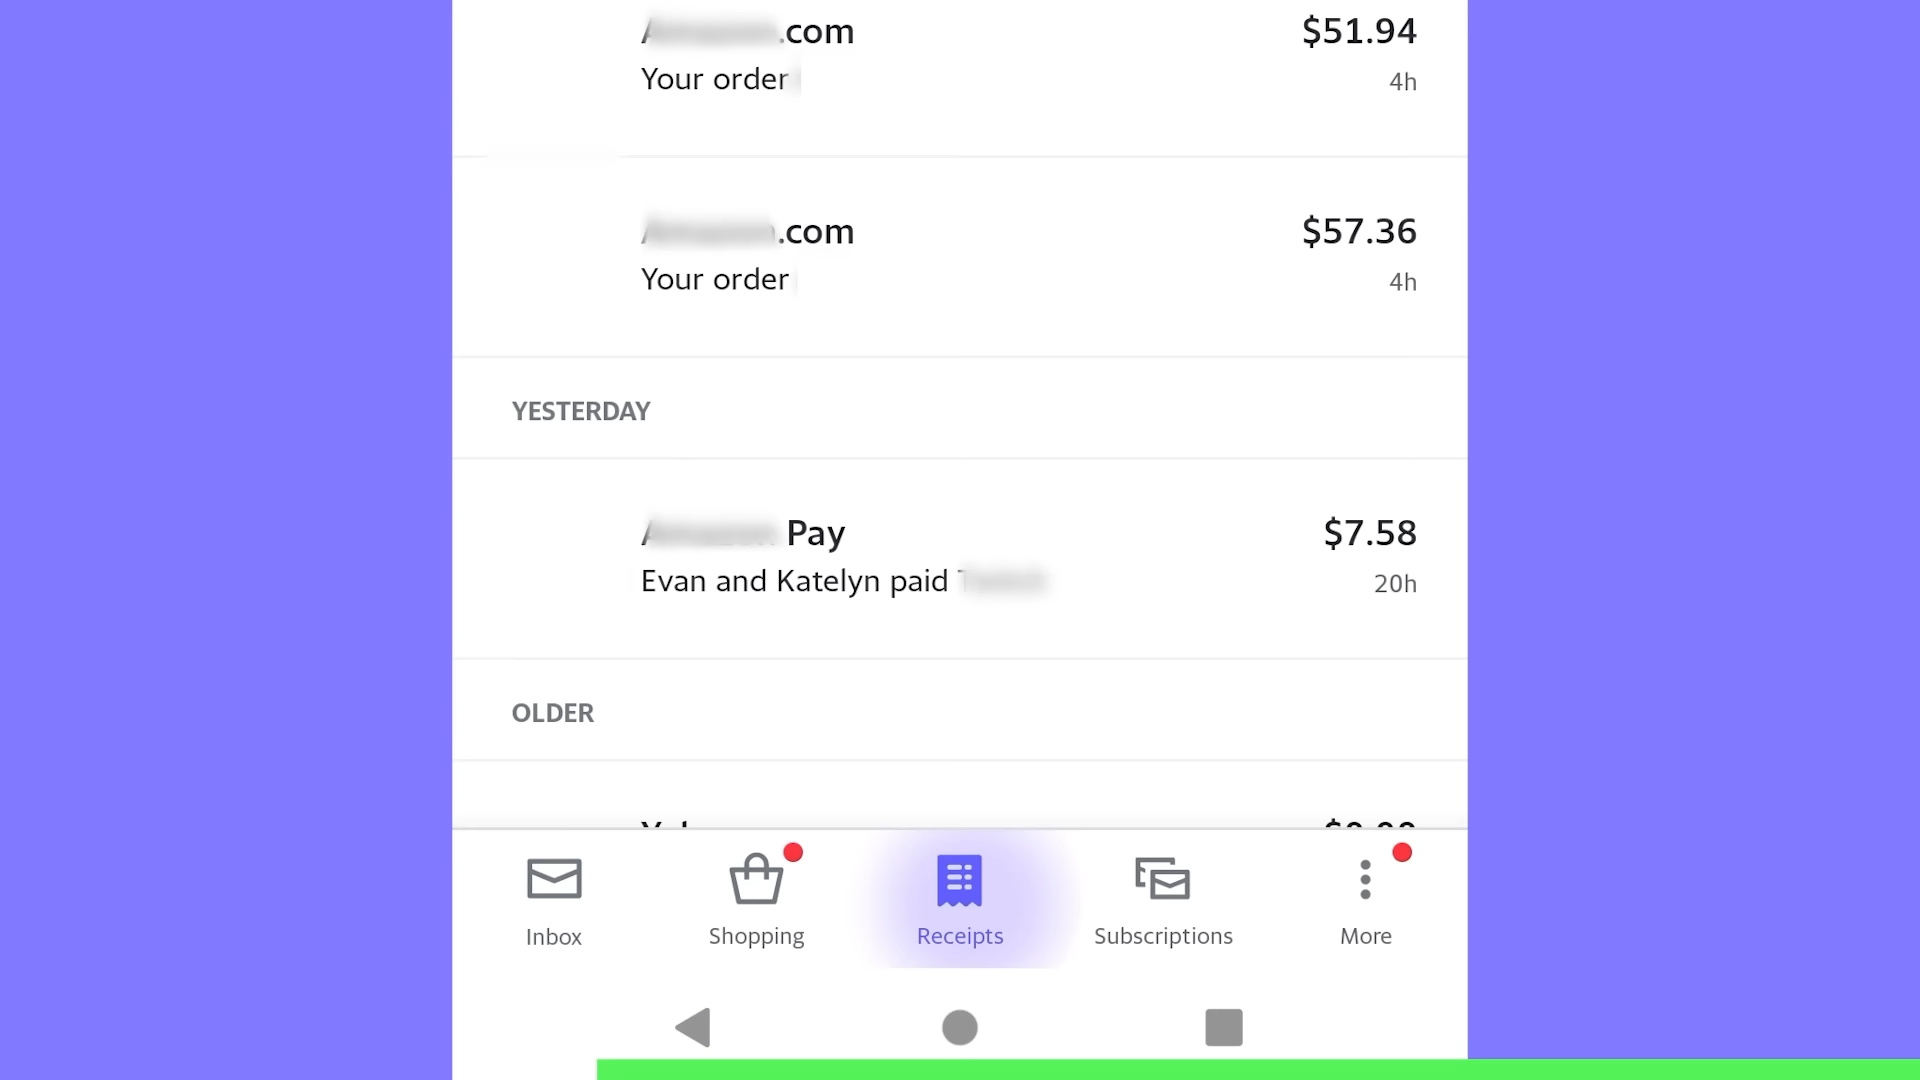 .com
$51.94
Your order
4h
.com
$57.36
Your order
4h
YESTERDAY
Pay
$7.58
Evan and Katelyn paid
20h
OLDER
Inbox
Shopping
Receipts
Subscriptions
More